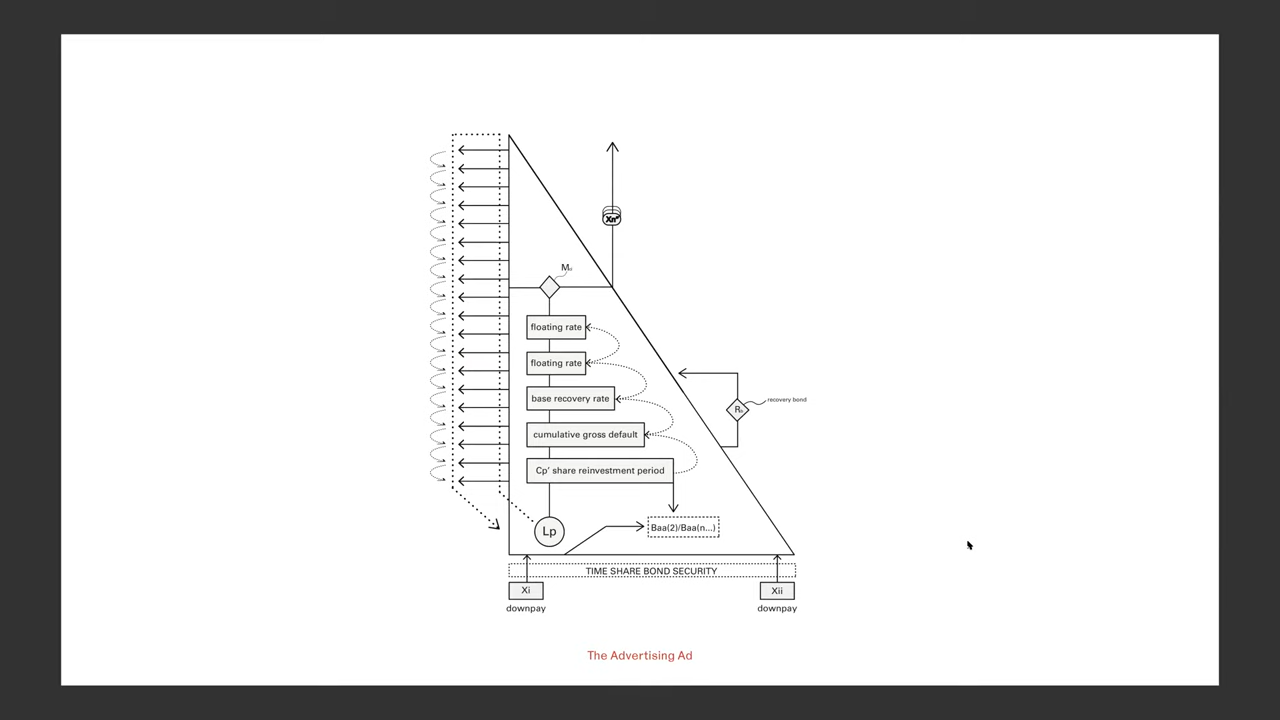 Xnⁿ
M
floating rate
floating rate
base recovery rate
R
recovery bond
cumulative gross default
Cp' share reinvestment period
Lp
Baa(2)/Baa(n...)
TIME SHARE BOND SECURITY
Xi
Xii
downpay
downpay
The Advertising Ad